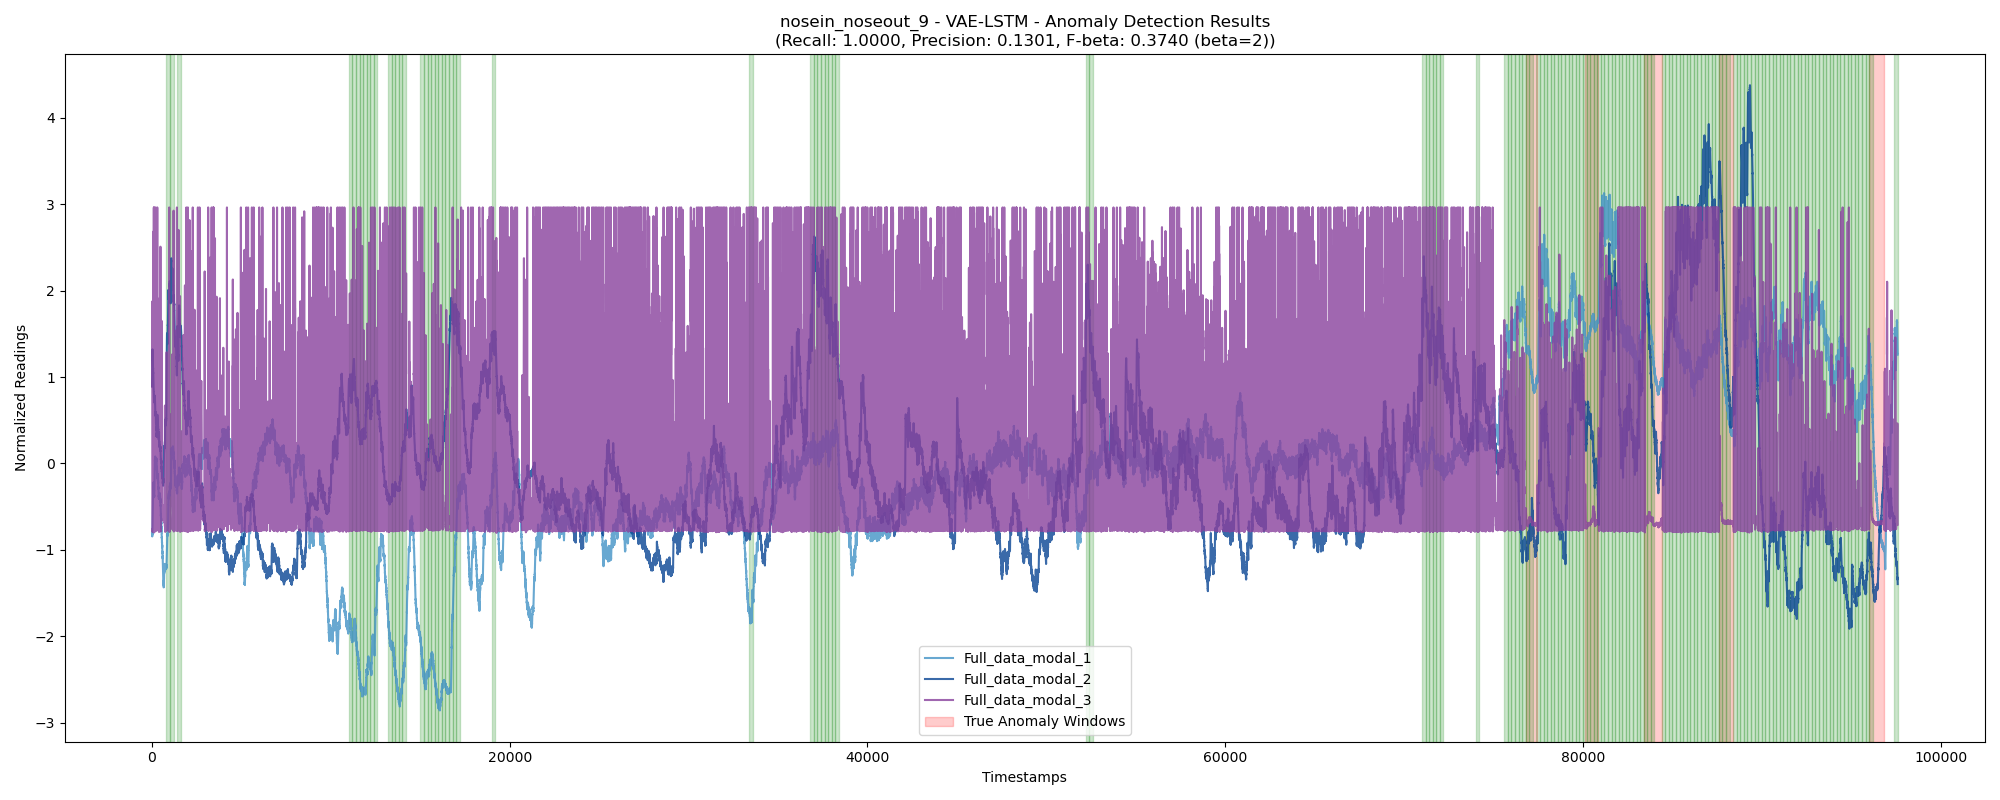 nosein_noseout_9 - VAE-LSTM - Anomaly Detection Results
(Recall: 1.0000, Precision: 0.1301, F-beta: 0.3740 (beta=2))
Normalized Readings
4
3
2
1
0
−1
−2
−3
Full_data_modal_1
Full_data_modal_2
Full_data_modal_3
True Anomaly Windows
0
20000
40000
60000
80000
100000
Timestamps